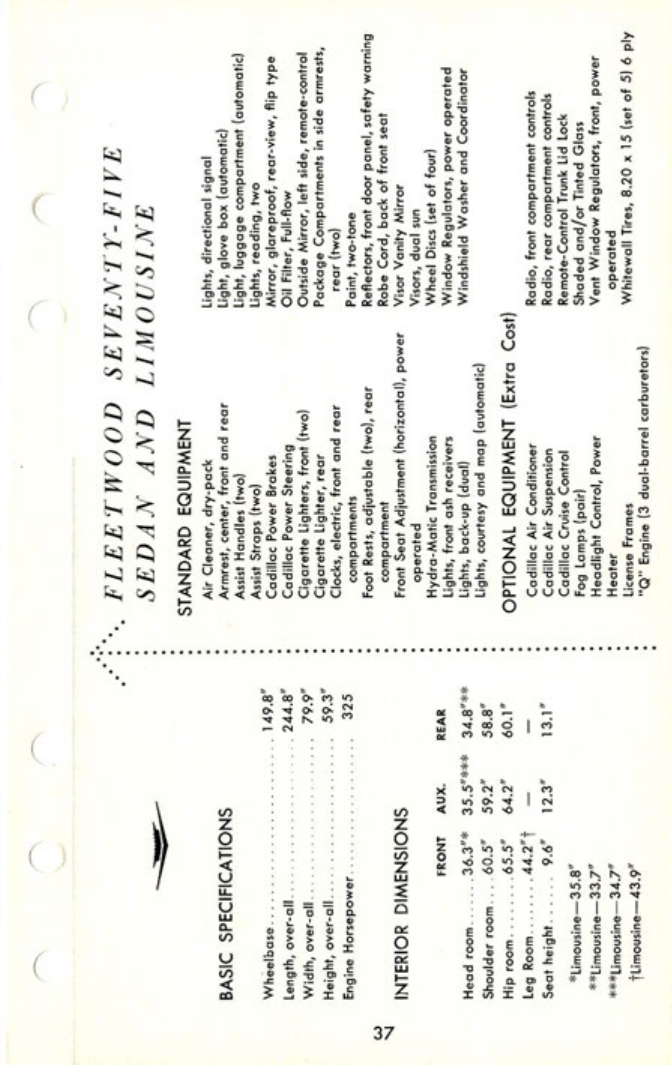 FLEETWOOD SEVENTY-FIVE
SEDAN AND LIMOUSINE
BASIC SPECIFICATIONS
Wheelbase 149.8″
Length, over-all 244.8″
Width, over-all 79.9″
Height, over-all 59.3″
Engine Horsepower 325
INTERIOR DIMENSIONS
FRONT AUX. REAR
Head room 36.3″* 35.5″*** 34.8″**
Shoulder room 60.5″ 59.2″ 58.8″
Hip room 65.5″ 64.2″ 60.1″
Leg Room 44.2″† — —
Seat height 9.6″ 12.3″ 13.1″
*Limousine—35.8″
**Limousine—33.7″
***Limousine—34.7″
†Limousine—43.9″
STANDARD EQUIPMENT
Air Cleaner, dry-pack
Armrest, center, front and rear
Assist Handles (two)
Assist Straps (two)
Cadillac Power Brakes
Cadillac Power Steering
Cigarette Lighters, front (two)
Cigarette Lighter, rear
Clocks, electric, front and rear
compartments
Foot Rests, adjustable (two), rear
compartment
Front Seat Adjustment (horizontal), power
operated
Hydra-Matic Transmission
Lights, front ash receivers
Lights, back-up (dual)
Lights, courtesy and map (automatic)
Lights, directional signal
Light, glove box (automatic)
Light, luggage compartment (automatic)
Lights, reading, two
Mirror, glareproof, rear-view, flip type
Oil Filter, Full-flow
Outside Mirror, left side, remote-control
Package Compartments in side armrests,
rear (two)
Paint, two-tone
Reflectors, front door panel, safety warning
Robe Cord, back of front seat
Visor Vanity Mirror
Visors, dual sun
Wheel Discs (set of four)
Window Regulators, power operated
Windshield Washer and Coordinator
OPTIONAL EQUIPMENT (Extra Cost)
Cadillac Air Conditioner
Cadillac Air Suspension
Cadillac Cruise Control
Fog Lamps (pair)
Headlight Control, Power
Heater
License Frames
"Q" Engine (3 dual-barrel carburetors)
Radio, front compartment controls
Radio, rear compartment controls
Remote-Control Trunk Lid Lock
Shaded and/or Tinted Glass
Vent Window Regulators, front, power
operated
Whitewall Tires, 8.20 x 15 (set of 5) 6 ply
37